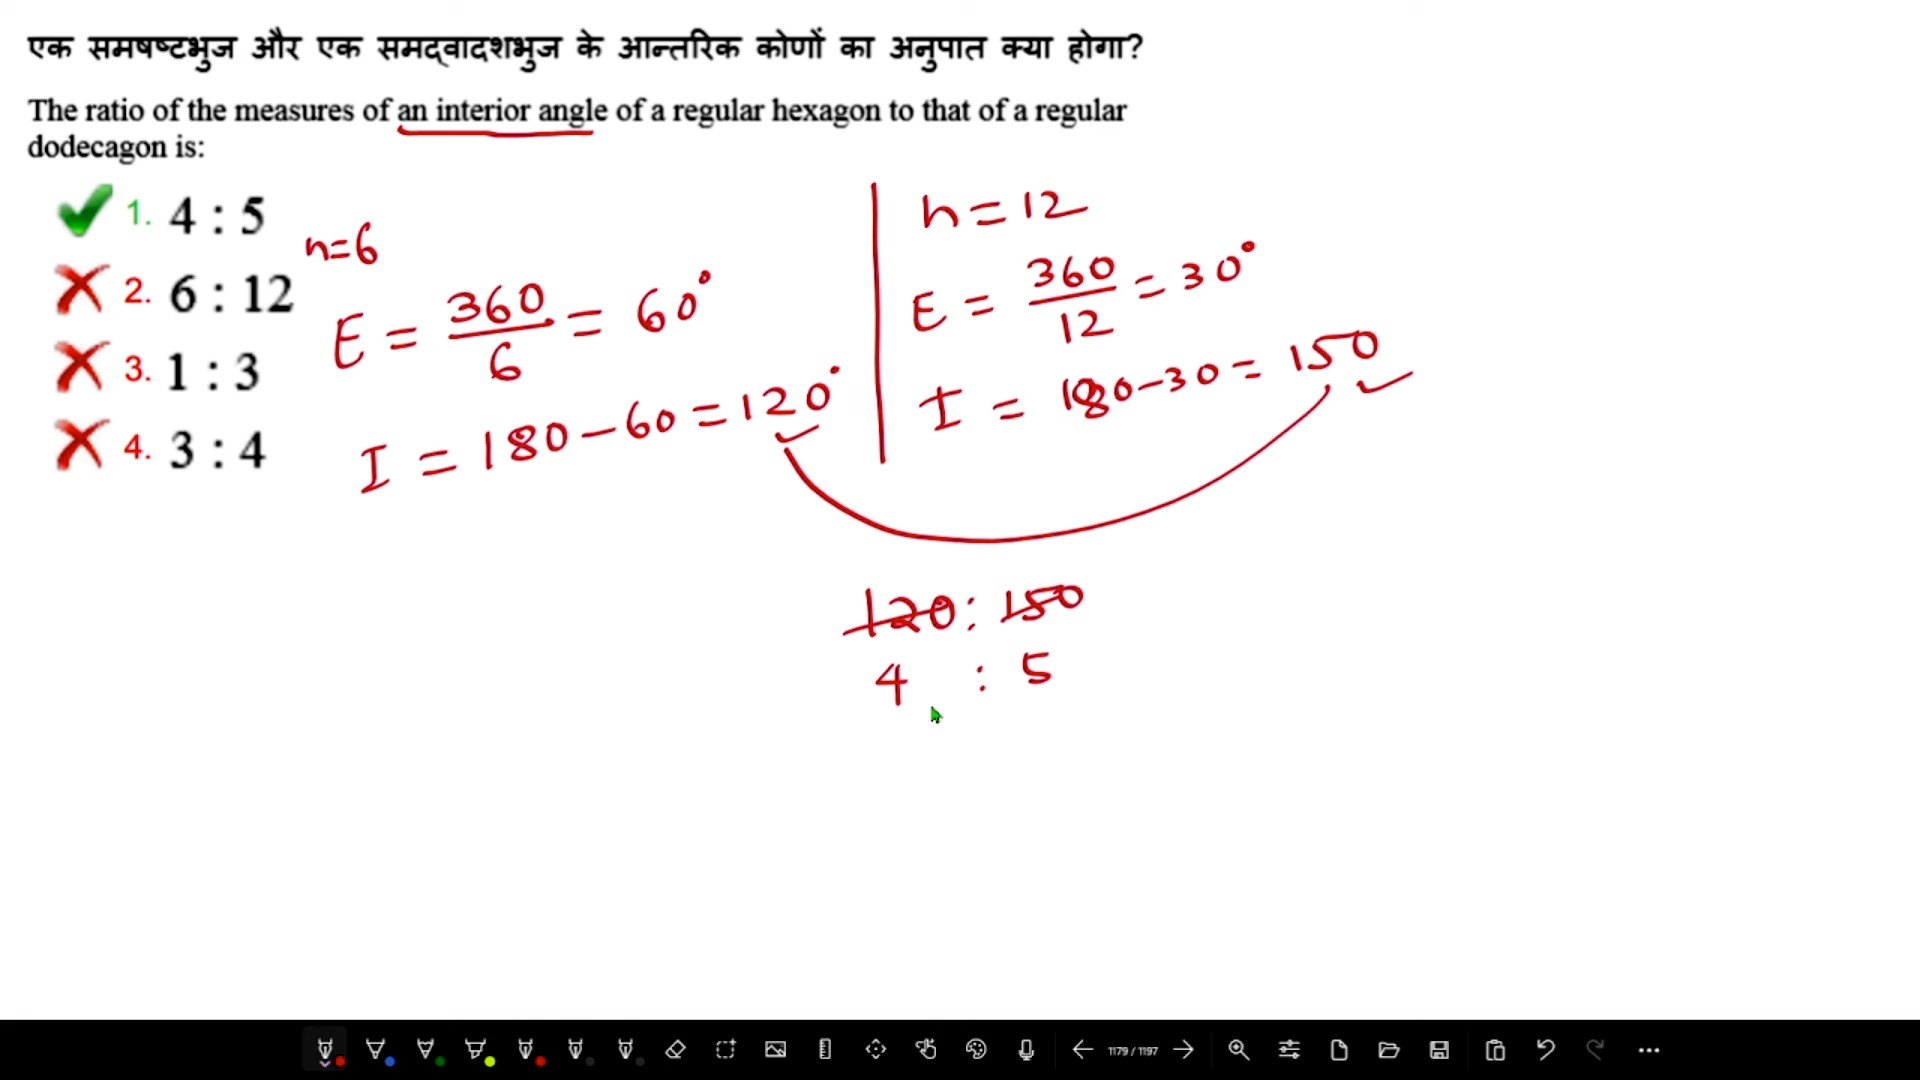 एक समषष्टभुज और एक समद्वादशभुज के आन्तरिक कोणों का अनुपात क्या होगा?
The ratio of the measures of an interior angle of a regular hexagon to that of a regular
dodecagon is:
1. 4 : 5
2. 6 : 12
3. 1 : 3
4. 3 : 4
n=6
E = 360/6 = 60°
I = 180-60 = 120°
n = 12
E = 360/12 = 30°
I = 180-30 = 150
120 : 150
4 : 5
1179 / 1197